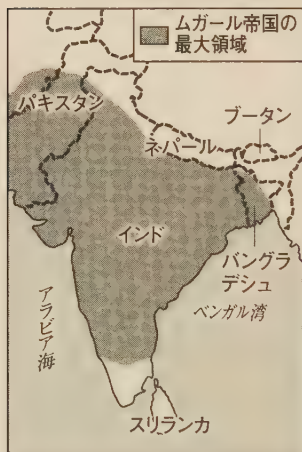 ムガール帝国の
最大領域
パキスタン
ネパール
ブータン
インド
バングラ
デシュ
アラビア海
ベンガル湾
スリランカ